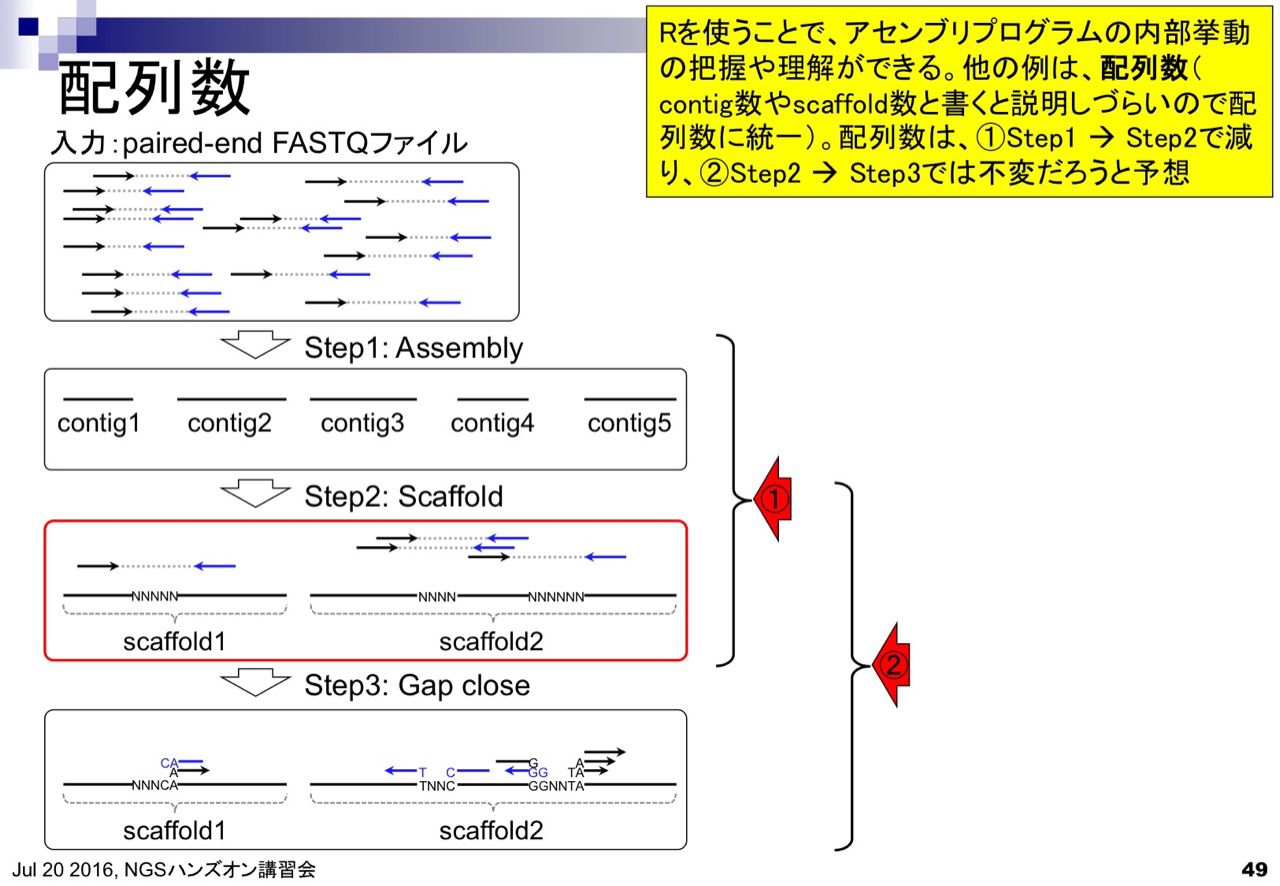 配列数
Rを使うことで、アセンブリプログラムの内部挙動
の把握や理解ができる。他の例は、配列数(
contig数やscaffold数と書くと説明しづらいので配
列数に統一)。配列数は、①Step1 → Step2で減
り、②Step2 → Step3では不変だろうと予想
入力:paired-end FASTQファイル
Step1: Assembly
contig1 contig2 contig3 contig4 contig5
Step2: Scaffold
①
NNNNN NNNN NNNNNN
scaffold1 scaffold2
②
Step3: Gap close
CA G A
A T C GG TA
NNNCA TNNC GGNNTA
scaffold1 scaffold2
Jul 20 2016, NGSハンズオン講習会
49